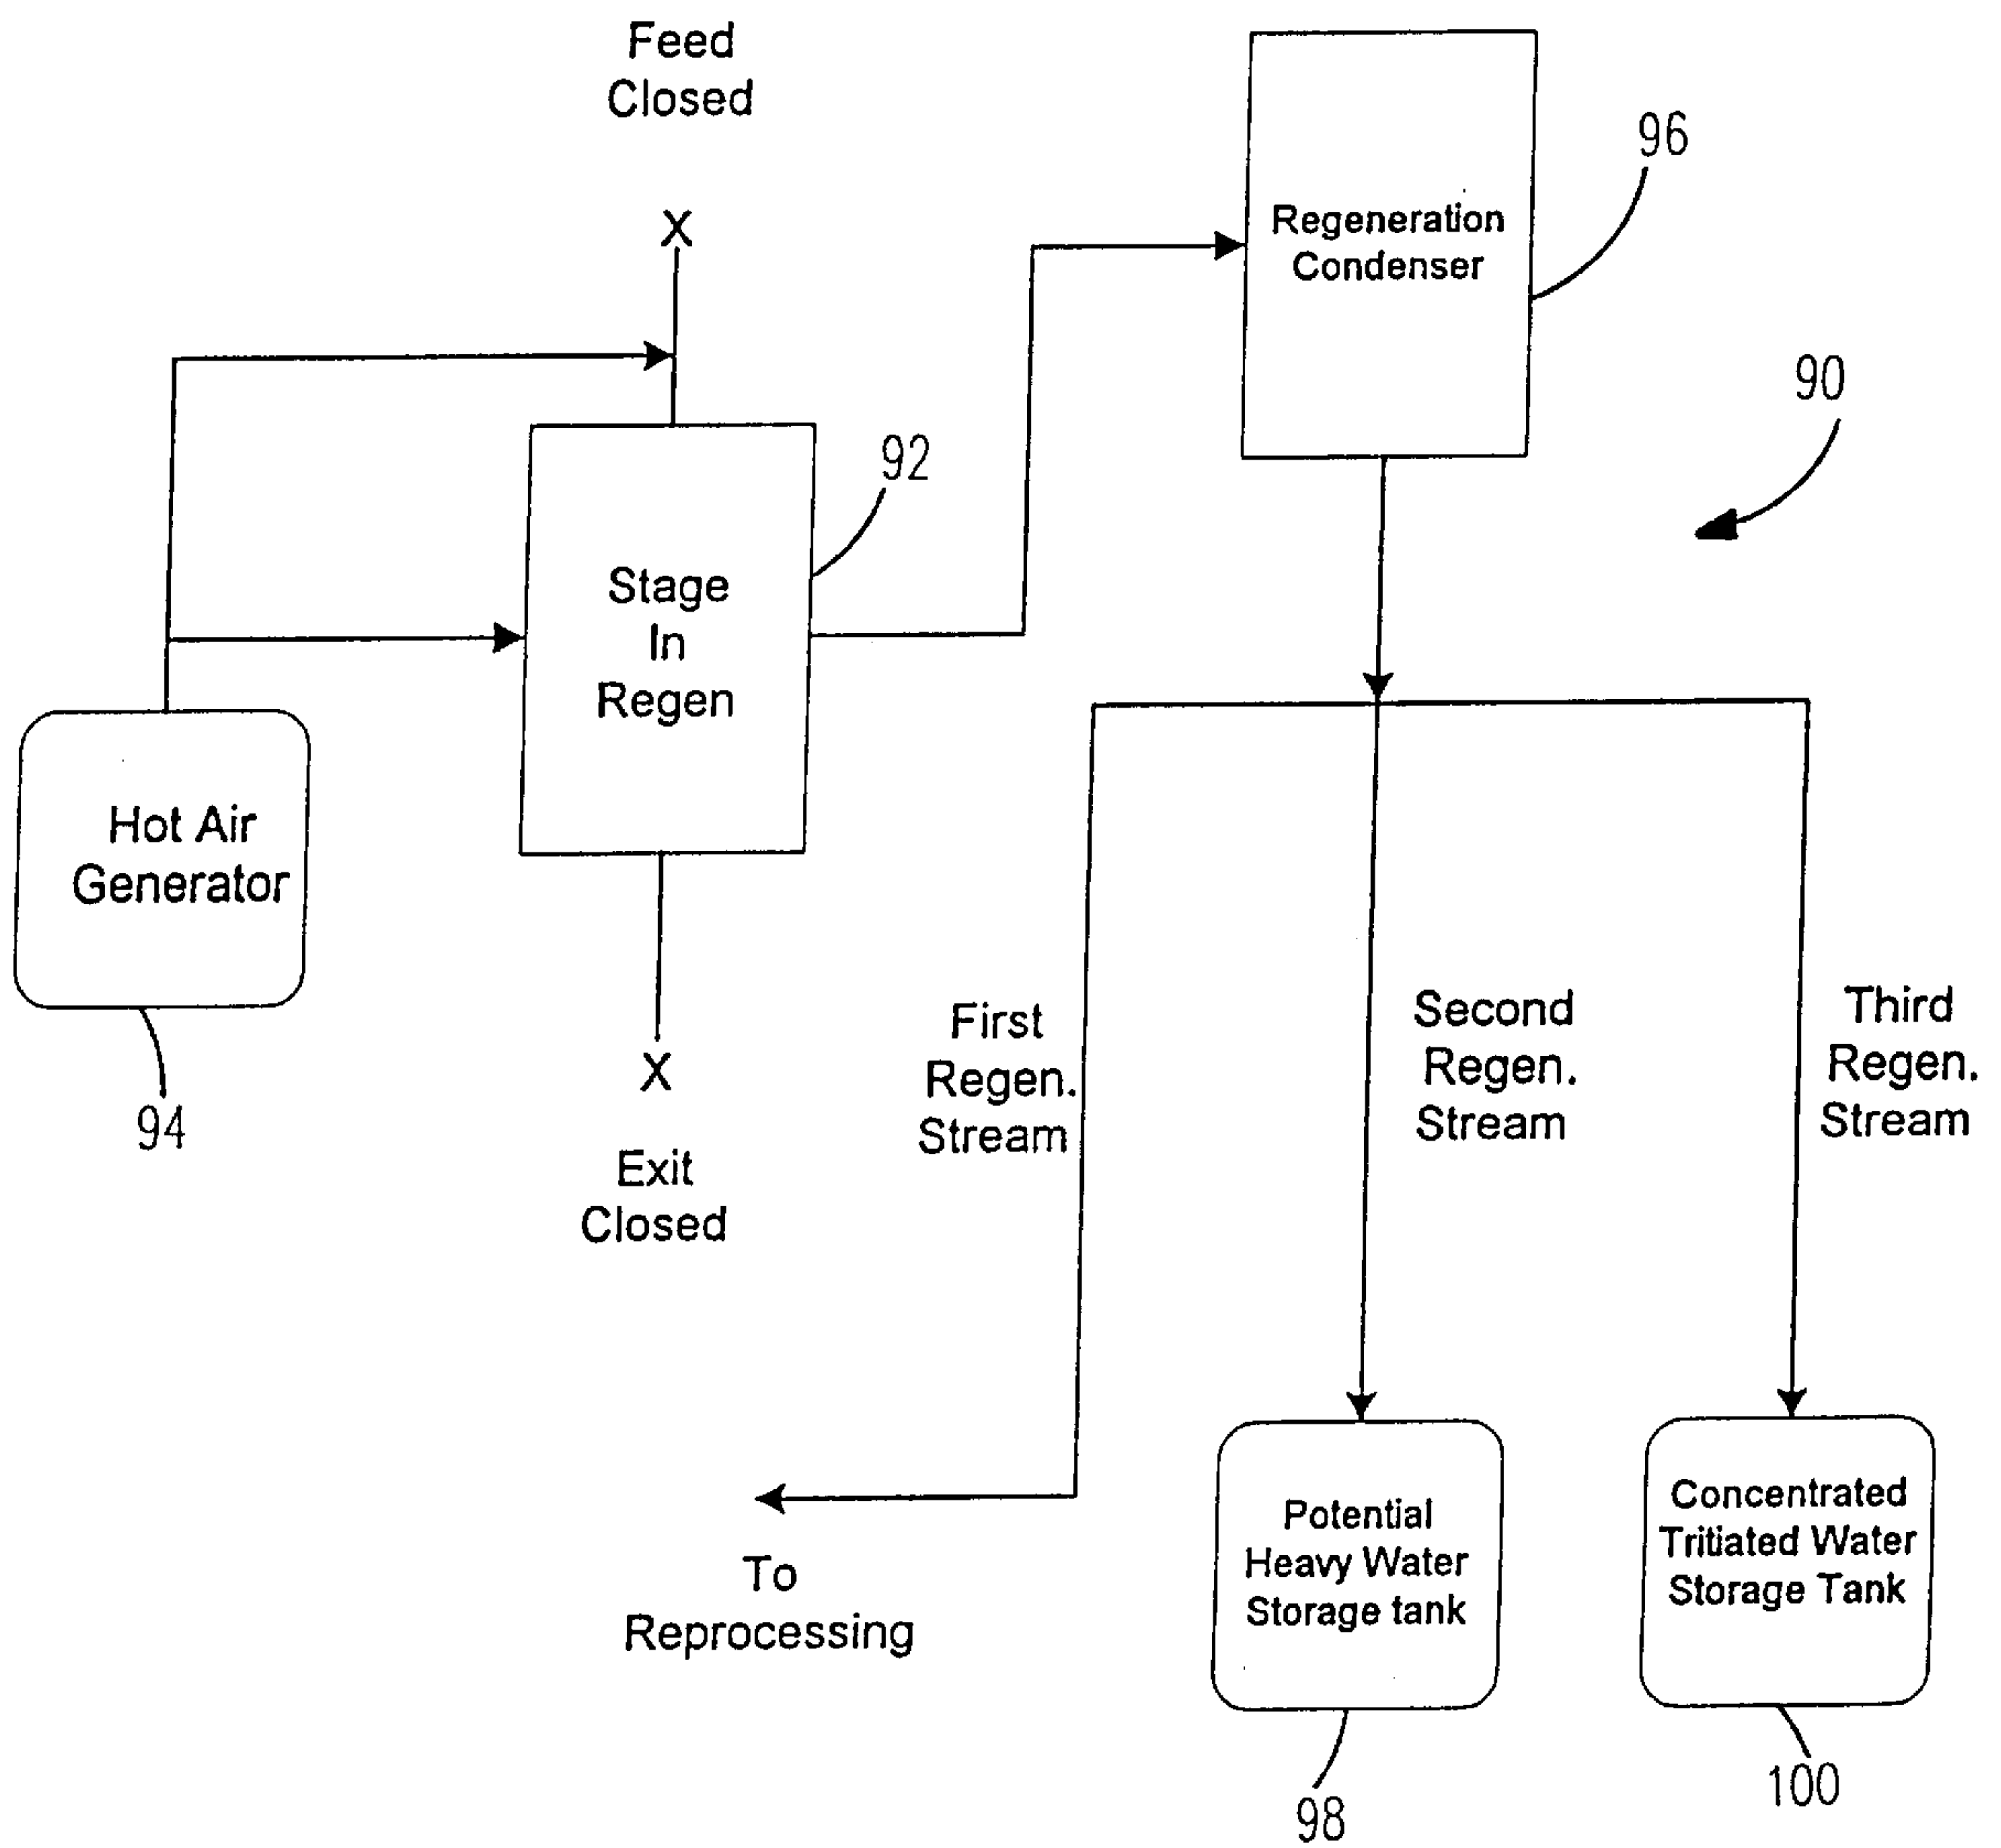 Feed
Closed
X
96
Regeneration
Condenser
90
92
Stage
In
Regen
Hot Air
Generator
94
X
Exit
Closed
First
Regen.
Stream
Second
Regen.
Stream
Third
Regen.
Stream
To
Reprocessing
Potential
Heavy Water
Storage tank
Concentrated
Tritiated Water
Storage Tank
98
100